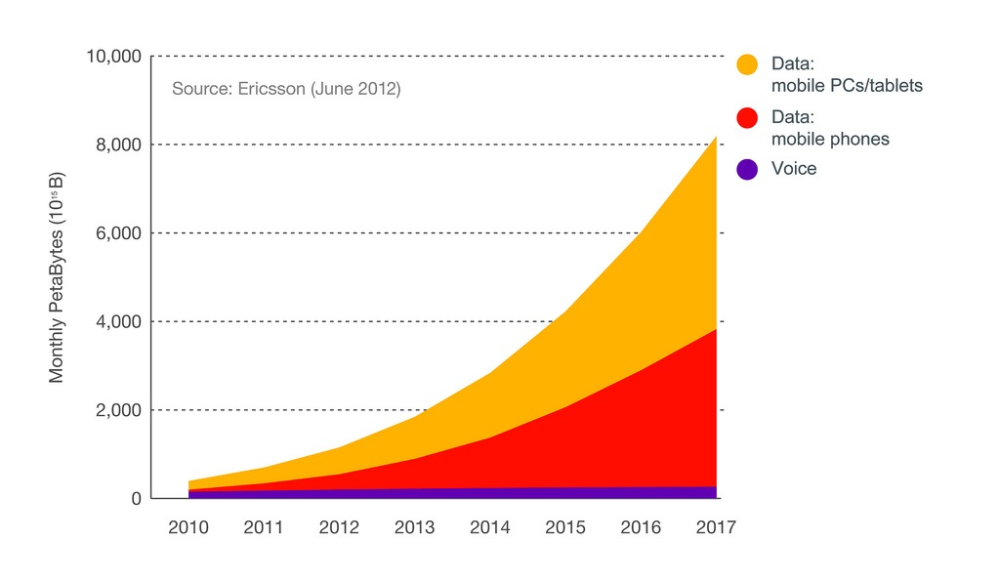 10,000
Source: Ericsson (June 2012)
8,000
6,000
4,000
2,000
0
Monthly PetaBytes (10¹⁵ B)
2010 2011 2012 2013 2014 2015 2016 2017
Data:
mobile PCs/tablets
Data:
mobile phones
Voice